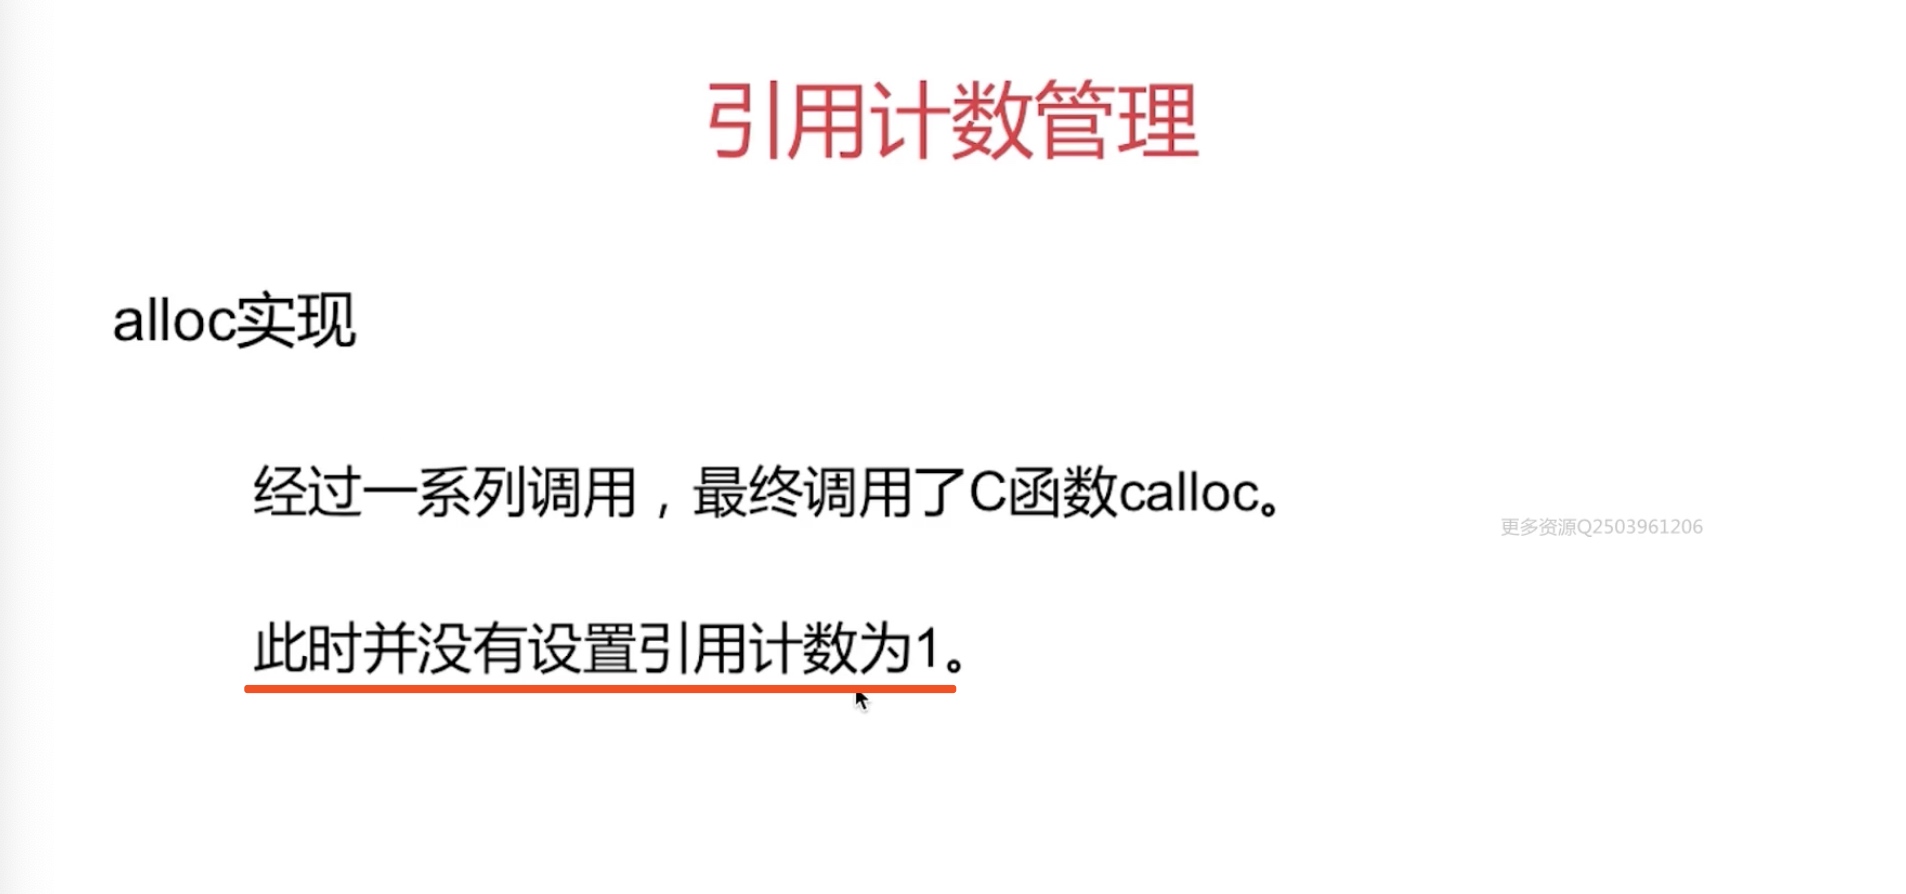 引用计数管理
alloc实现
经过一系列调用，最终调用了C函数calloc。
更多资源Q2503961206
此时并没有设置引用计数为1。